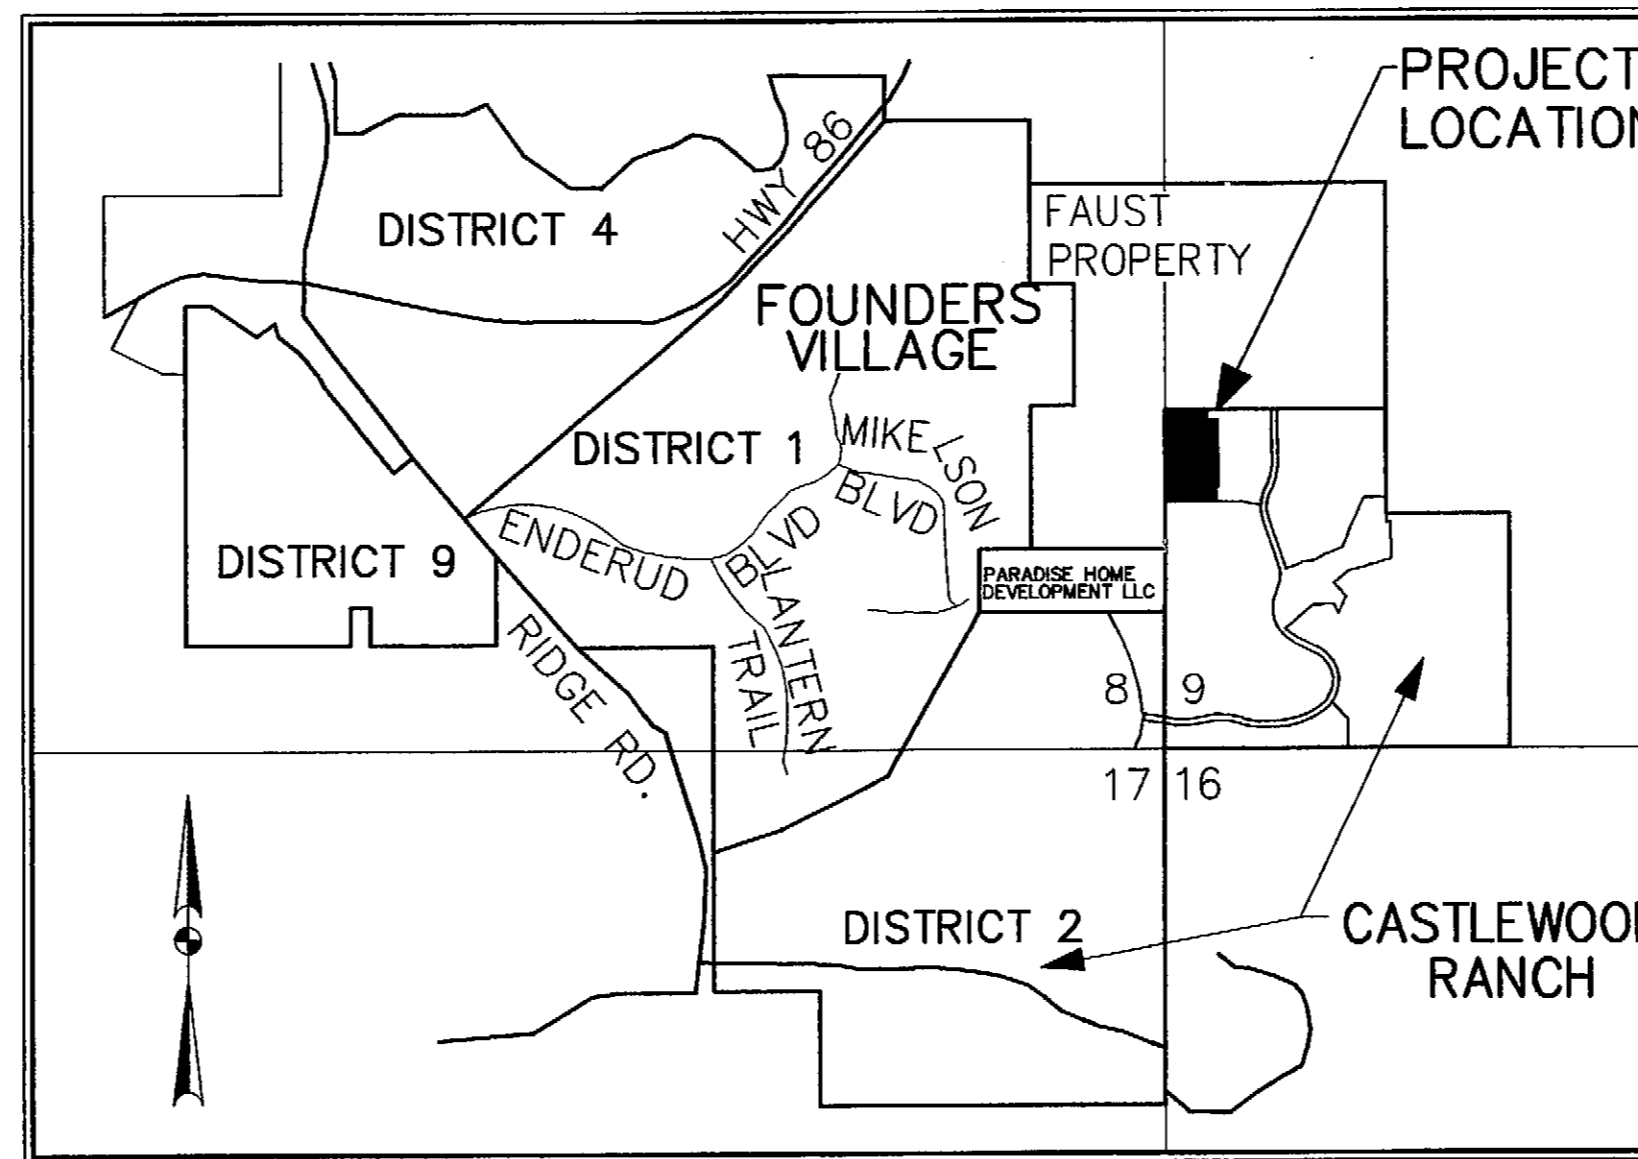 PROJECT
LOCATION
HWY 86
DISTRICT 4
FAUST
PROPERTY
FOUNDERS
VILLAGE
DISTRICT 1
MIKELSON
BLVD
ENDERUD
BLVD
DISTRICT 9
PARADISE HOME
DEVELOPMENT LLC
LANTERN
TRAIL
RIDGE RD.
8 9
17 16
DISTRICT 2
CASTLEWOOD
RANCH